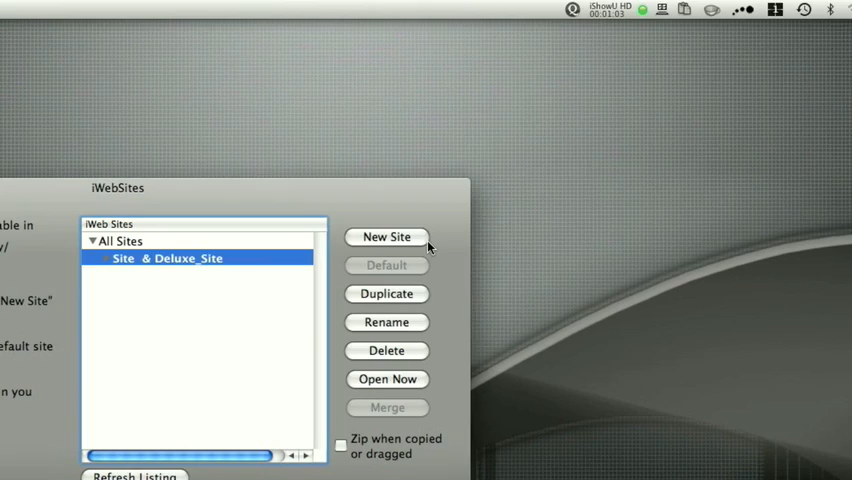 iShowU HD
00:01:03
iWebSites
able in
y/
New Site"
efault site
n you
iWeb Sites
All Sites
Site & Deluxe_Site
New Site
Default
Duplicate
Rename
Delete
Open Now
Merge
Zip when copied
or dragged
Refresh Listing